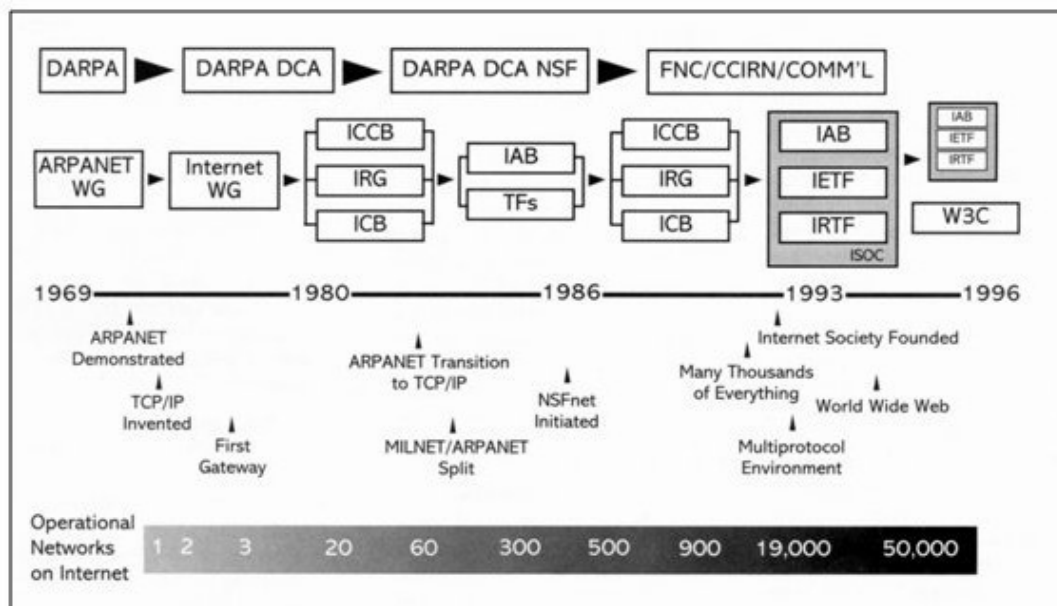 DARPA
DARPA DCA
DARPA DCA NSF
FNC/CCIRN/COMM'L
ARPANET
WG
Internet
WG
ICCB
IRG
ICB
IAB
TFs
ICCB
IRG
ICB
IAB
IETF
IRTF
ISOC
IAB
IETF
IRTF
W3C
1969
1980
1986
1993
1996
ARPANET
Demonstrated
TCP/IP
Invented
First
Gateway
ARPANET Transition
to TCP/IP
MILNET/ARPANET
Split
NSFnet
Initiated
Internet Society Founded
Many Thousands
of Everything
World Wide Web
Multiprotocol
Environment
Operational
Networks
on Internet
1 2 3 20 60 300 500 900 19,000 50,000